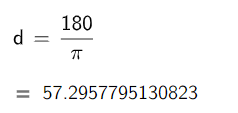 d = 180/π
= 57.2957795130823